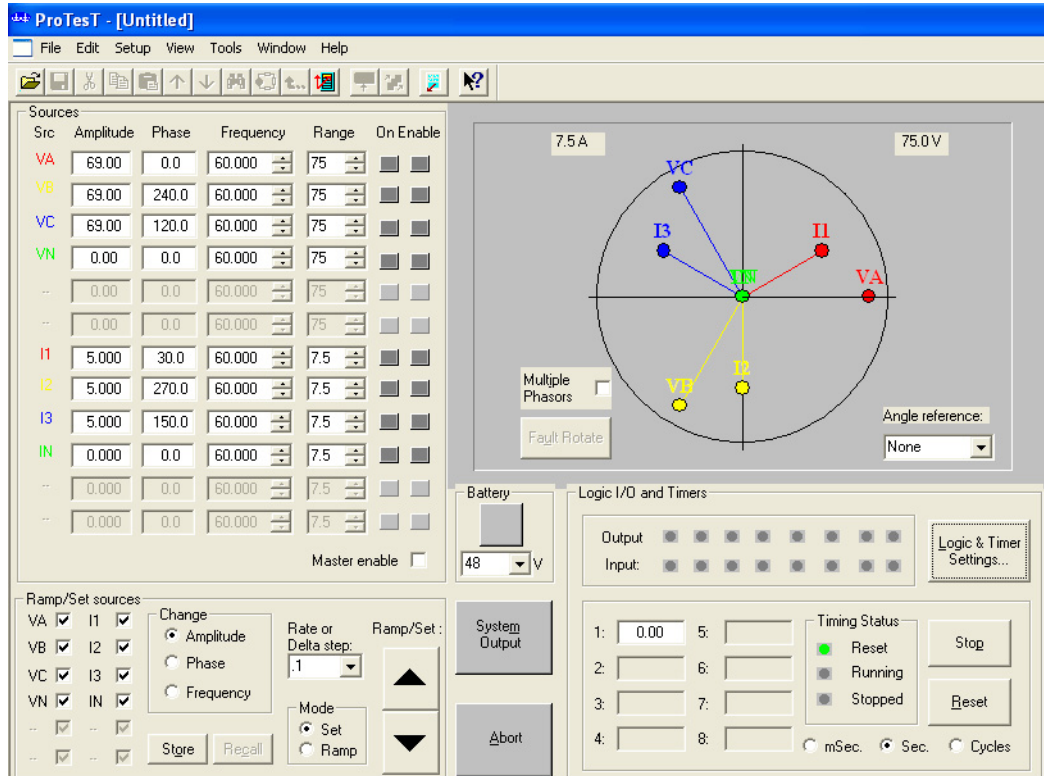 ProTesT - [Untitled]
File Edit Setup View Tools Window Help
Sources
Src Amplitude Phase Frequency Range On Enable
VA 69.00 0.0 60.000 75
VB 69.00 240.0 60.000 75
VC 69.00 120.0 60.000 75
VN 0.00 0.0 60.000 75
-- 0.00 0.0 60.000 75
-- 0.00 0.0 60.000 75
I1 5.000 30.0 60.000 7.5
I2 5.000 270.0 60.000 7.5
I3 5.000 150.0 60.000 7.5
IN 0.000 0.0 60.000 7.5
-- 0.000 0.0 60.000 7.5
-- 0.000 0.0 60.000 7.5
Master enable
7.5 A 75.0 V
VC
I3 I1
VA
I2
VB
Multiple Phasors
Fault Rotate
Angle reference:
None
Battery
48 V
Logic I/O and Timers
Output
Input:
Logic & Timer
Settings...
Ramp/Set sources
VA I1
VB I2
VC I3
VN IN
-- --
-- --
Change
Amplitude
Phase
Frequency
Store Recall
Rate or
Delta step:
.1
Mode
Set
Ramp
Ramp/Set :
System
Output
Abort
1: 0.00 5:
2: 6:
3: 7:
4: 8:
Timing Status
Reset
Running
Stopped
Stop
Reset
mSec. Sec. Cycles